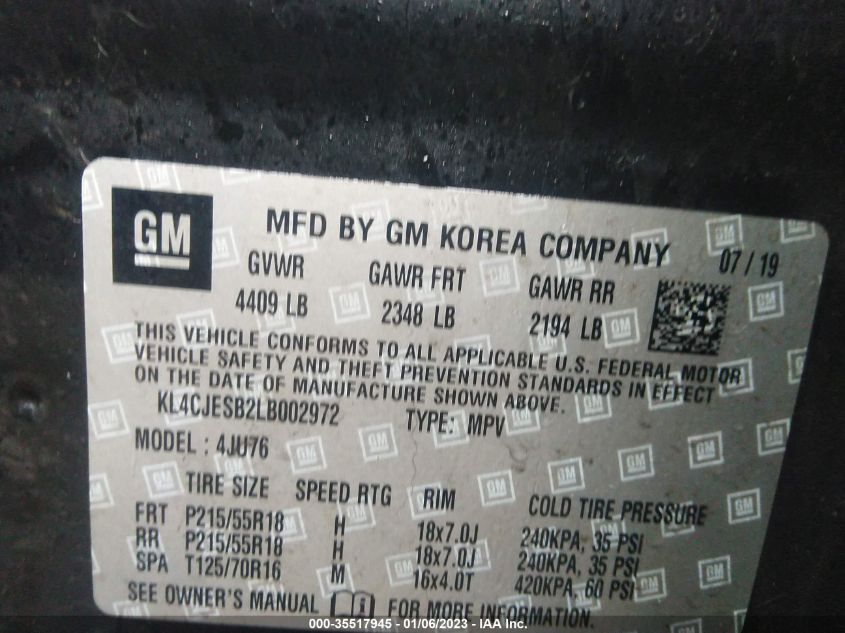 GM MFD BY GM KOREA COMPANY 07/19
GVWR GAWR FRT GAWR RR
4409 LB 2348 LB 2194 LB
THIS VEHICLE CONFORMS TO ALL APPLICABLE U.S. FEDERAL MOTOR
VEHICLE SAFETY AND THEFT PREVENTION STANDARDS IN EFFECT
ON THE DATE OF MANUFACTURE SHOWN ABOVE.
KL4CJESB2LB002972 TYPE: MPV
MODEL : 4JU76
TIRE SIZE SPEED RTG RIM COLD TIRE PRESSURE
FRT P215/55R18 H 18x7.0J 240KPA, 35 PSI
RR P215/55R18 H 18x7.0J 240KPA, 35 PSI
SPA T125/70R16 M 16x4.0T 420KPA, 60 PSI
SEE OWNER'S MANUAL FOR MORE INFORMATION.
000-35517945 - 01/06/2023 - IAA Inc.